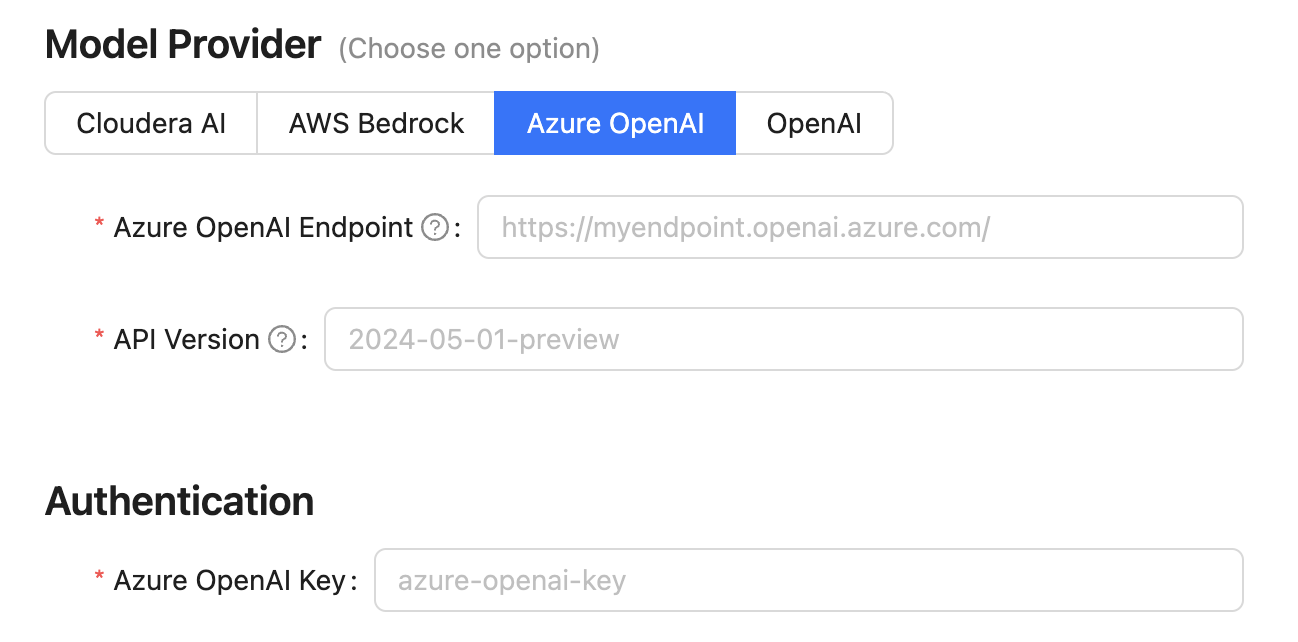 Model Provider (Choose one option)
Cloudera AI AWS Bedrock Azure OpenAI OpenAI
* Azure OpenAI Endpoint ? : https://myendpoint.openai.azure.com/
* API Version ? : 2024-05-01-preview
Authentication
* Azure OpenAI Key : azure-openai-key